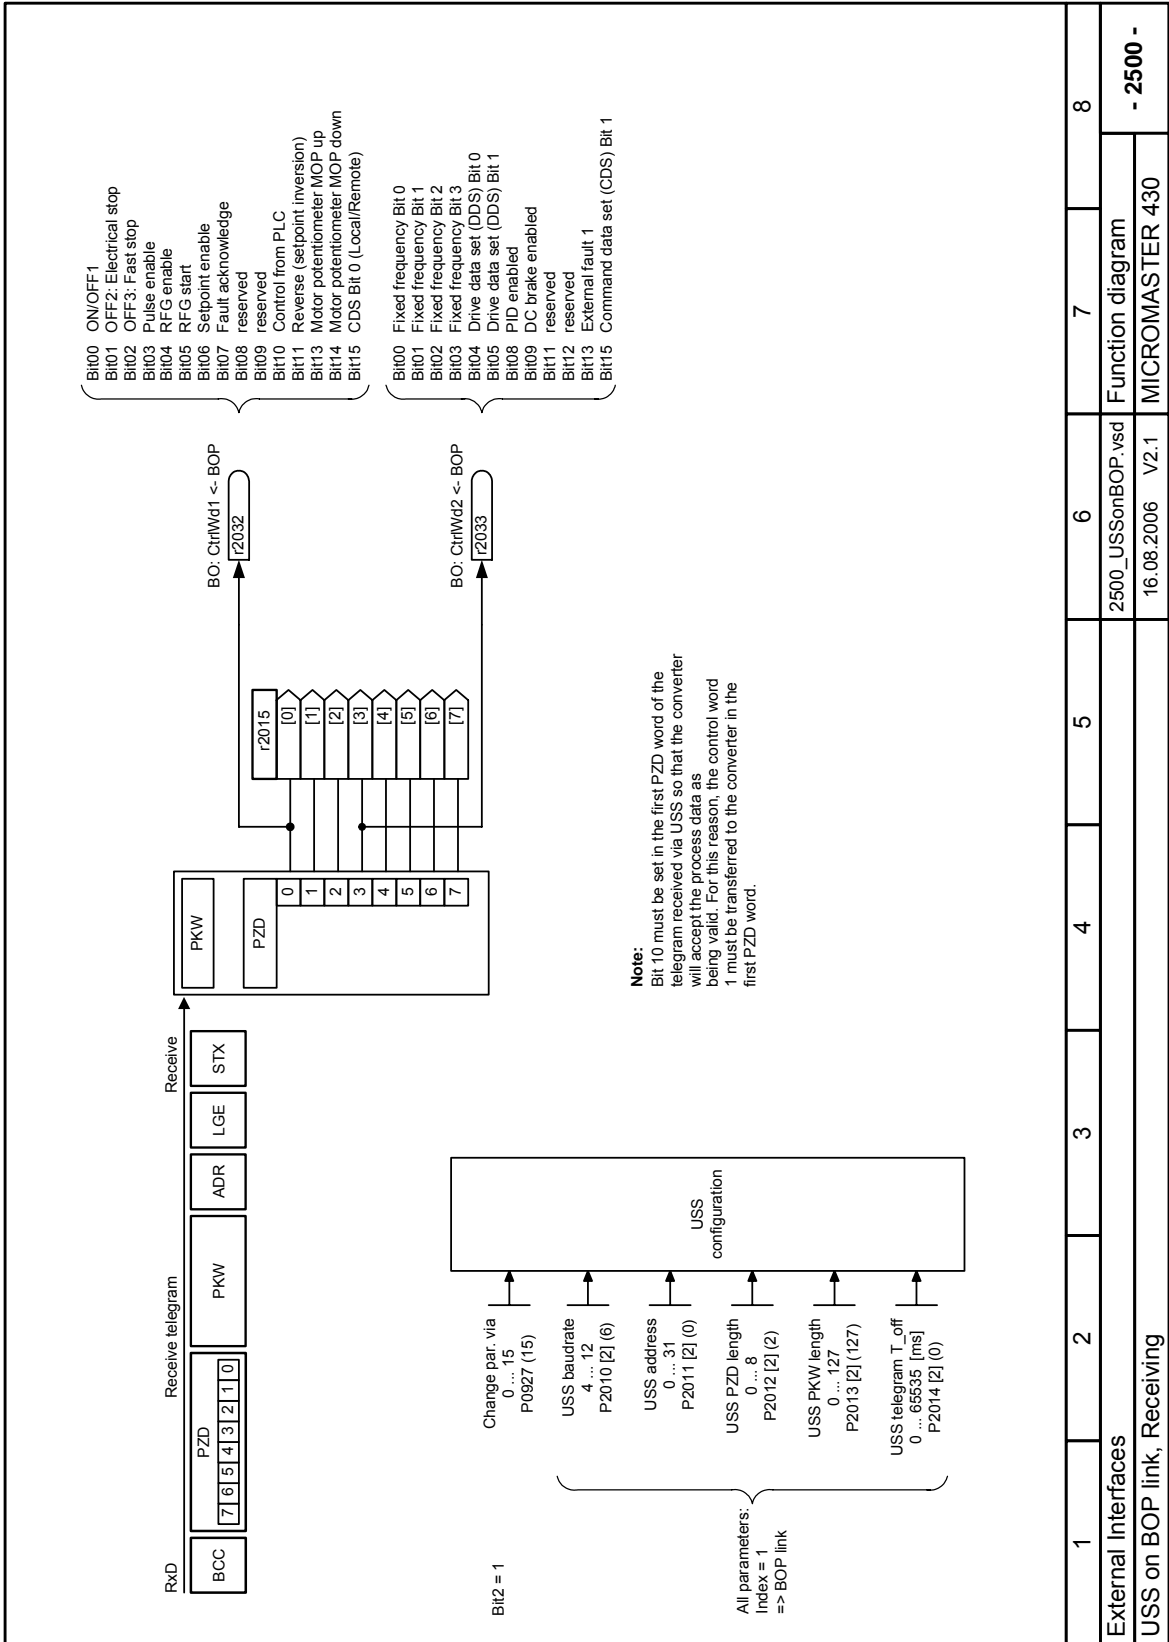 RxD
Receive telegram
Receive
BCC
PZD
7 6 5 4 3 2 1 0
PKW
ADR
LGE
STX
PKW
PZD
0
1
2
3
4
5
6
7
r2015
[0]
[1]
[2]
[3]
[4]
[5]
[6]
[7]
BO: CtrlWd1 <- BOP
r2032
BO: CtrlWd2 <- BOP
r2033
Bit00 ON/OFF1
Bit01 OFF2: Electrical stop
Bit02 OFF3: Fast stop
Bit03 Pulse enable
Bit04 RFG enable
Bit05 RFG start
Bit06 Setpoint enable
Bit07 Fault acknowledge
Bit08 reserved
Bit09 reserved
Bit10 Control from PLC
Bit11 Reverse (setpoint inversion)
Bit13 Motor potentiometer MOP up
Bit14 Motor potentiometer MOP down
Bit15 CDS Bit 0 (Local/Remote)
Bit00 Fixed frequency Bit 0
Bit01 Fixed frequency Bit 1
Bit02 Fixed frequency Bit 2
Bit03 Fixed frequency Bit 3
Bit04 Drive data set (DDS) Bit 0
Bit05 Drive data set (DDS) Bit 1
Bit08 PID enabled
Bit09 DC brake enabled
Bit11 reserved
Bit12 reserved
Bit13 External fault 1
Bit15 Command data set (CDS) Bit 1
Bit2 = 1
Change par. via
0 ... 15
P0927 (15)
USS baudrate
4 ... 12
P2010 [2] (6)
USS address
0 ... 31
P2011 [2] (0)
USS PZD length
0 ... 8
P2012 [2] (2)
USS PKW length
0 ... 127
P2013 [2] (127)
USS telegram T_off
0 ... 65535 [ms]
P2014 [2] (0)
All parameters:
Index = 1
=> BOP link
USS
configuration
Note:
Bit 10 must be set in the first PZD word of the
telegram received via USS so that the converter
will accept the process data as
being valid. For this reason, the control word
1 must be transferred to the converter in the
first PZD word.
1 2 3 4 5 6 7 8
External Interfaces
2500_USSonBOP.vsd
Function diagram
- 2500 -
USS on BOP link, Receiving
16.08.2006 V2.1
MICROMASTER 430